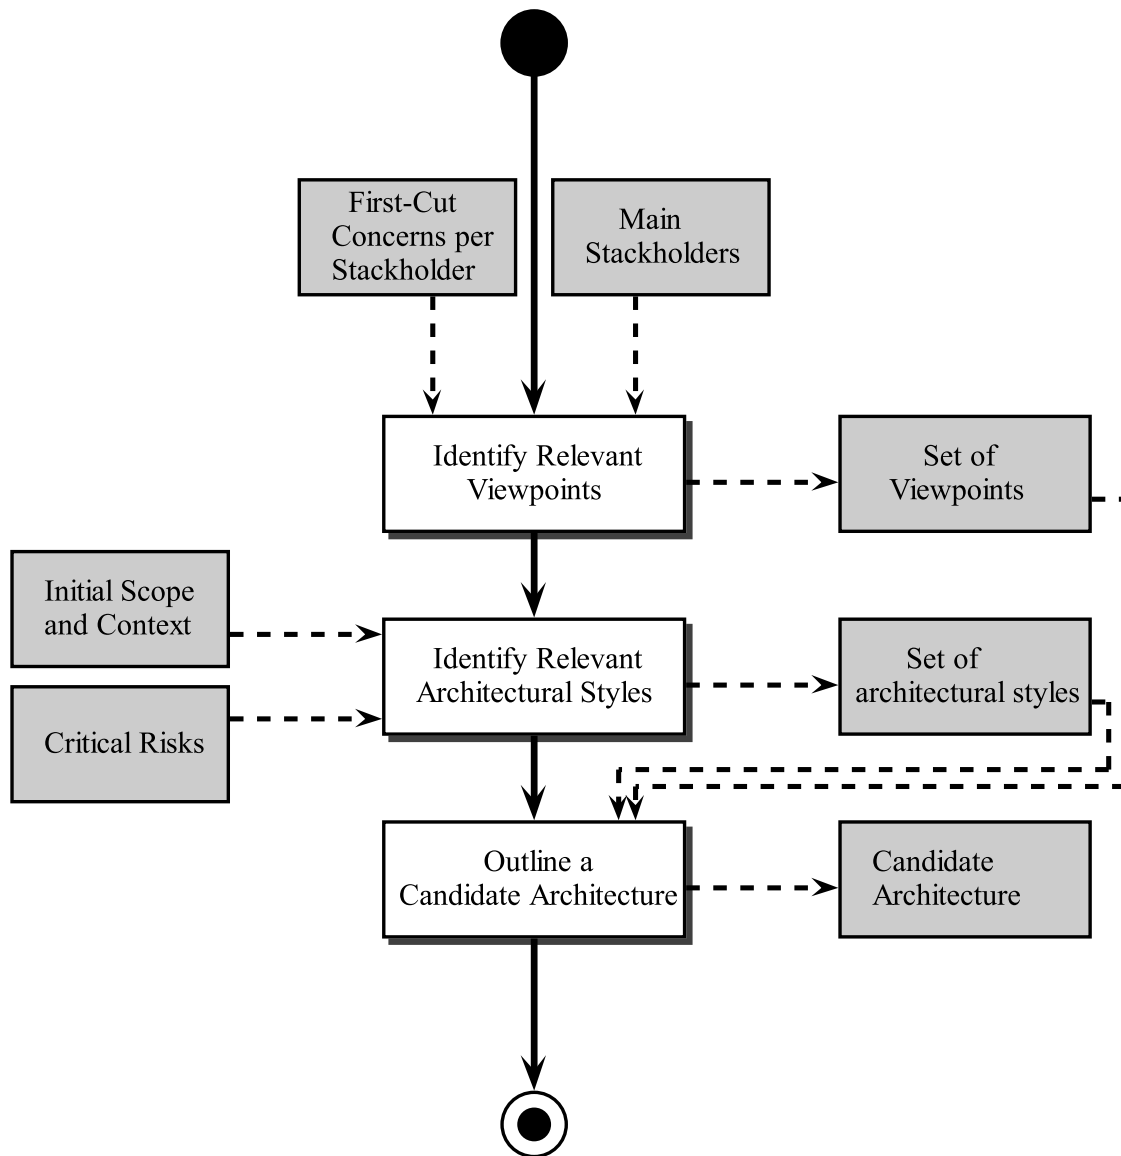 First-Cut
Concerns per
Stackholder
Main
Stackholders
Identify Relevant
Viewpoints
Set of
Viewpoints
Initial Scope
and Context
Identify Relevant
Architectural Styles
Set of
architectural styles
Critical Risks
Outline a
Candidate Architecture
Candidate
Architecture